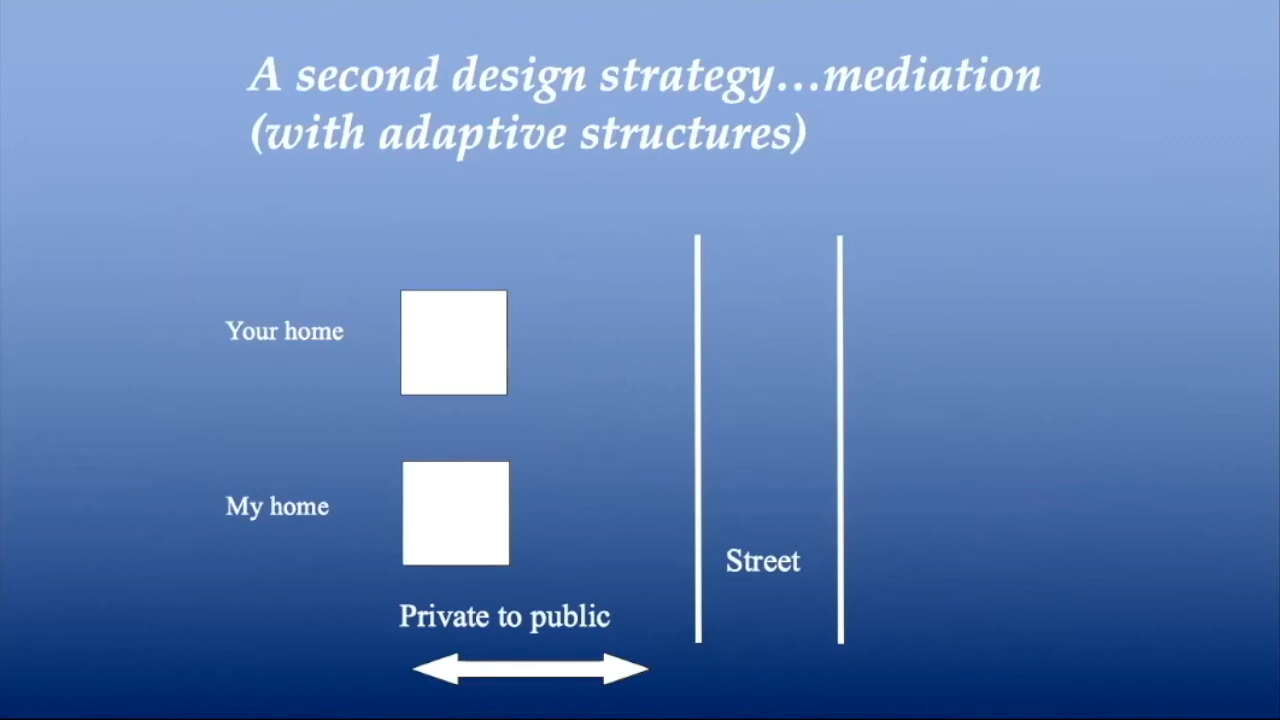 A second design strategy…mediation
(with adaptive structures)
Your home
My home
Street
Private to public